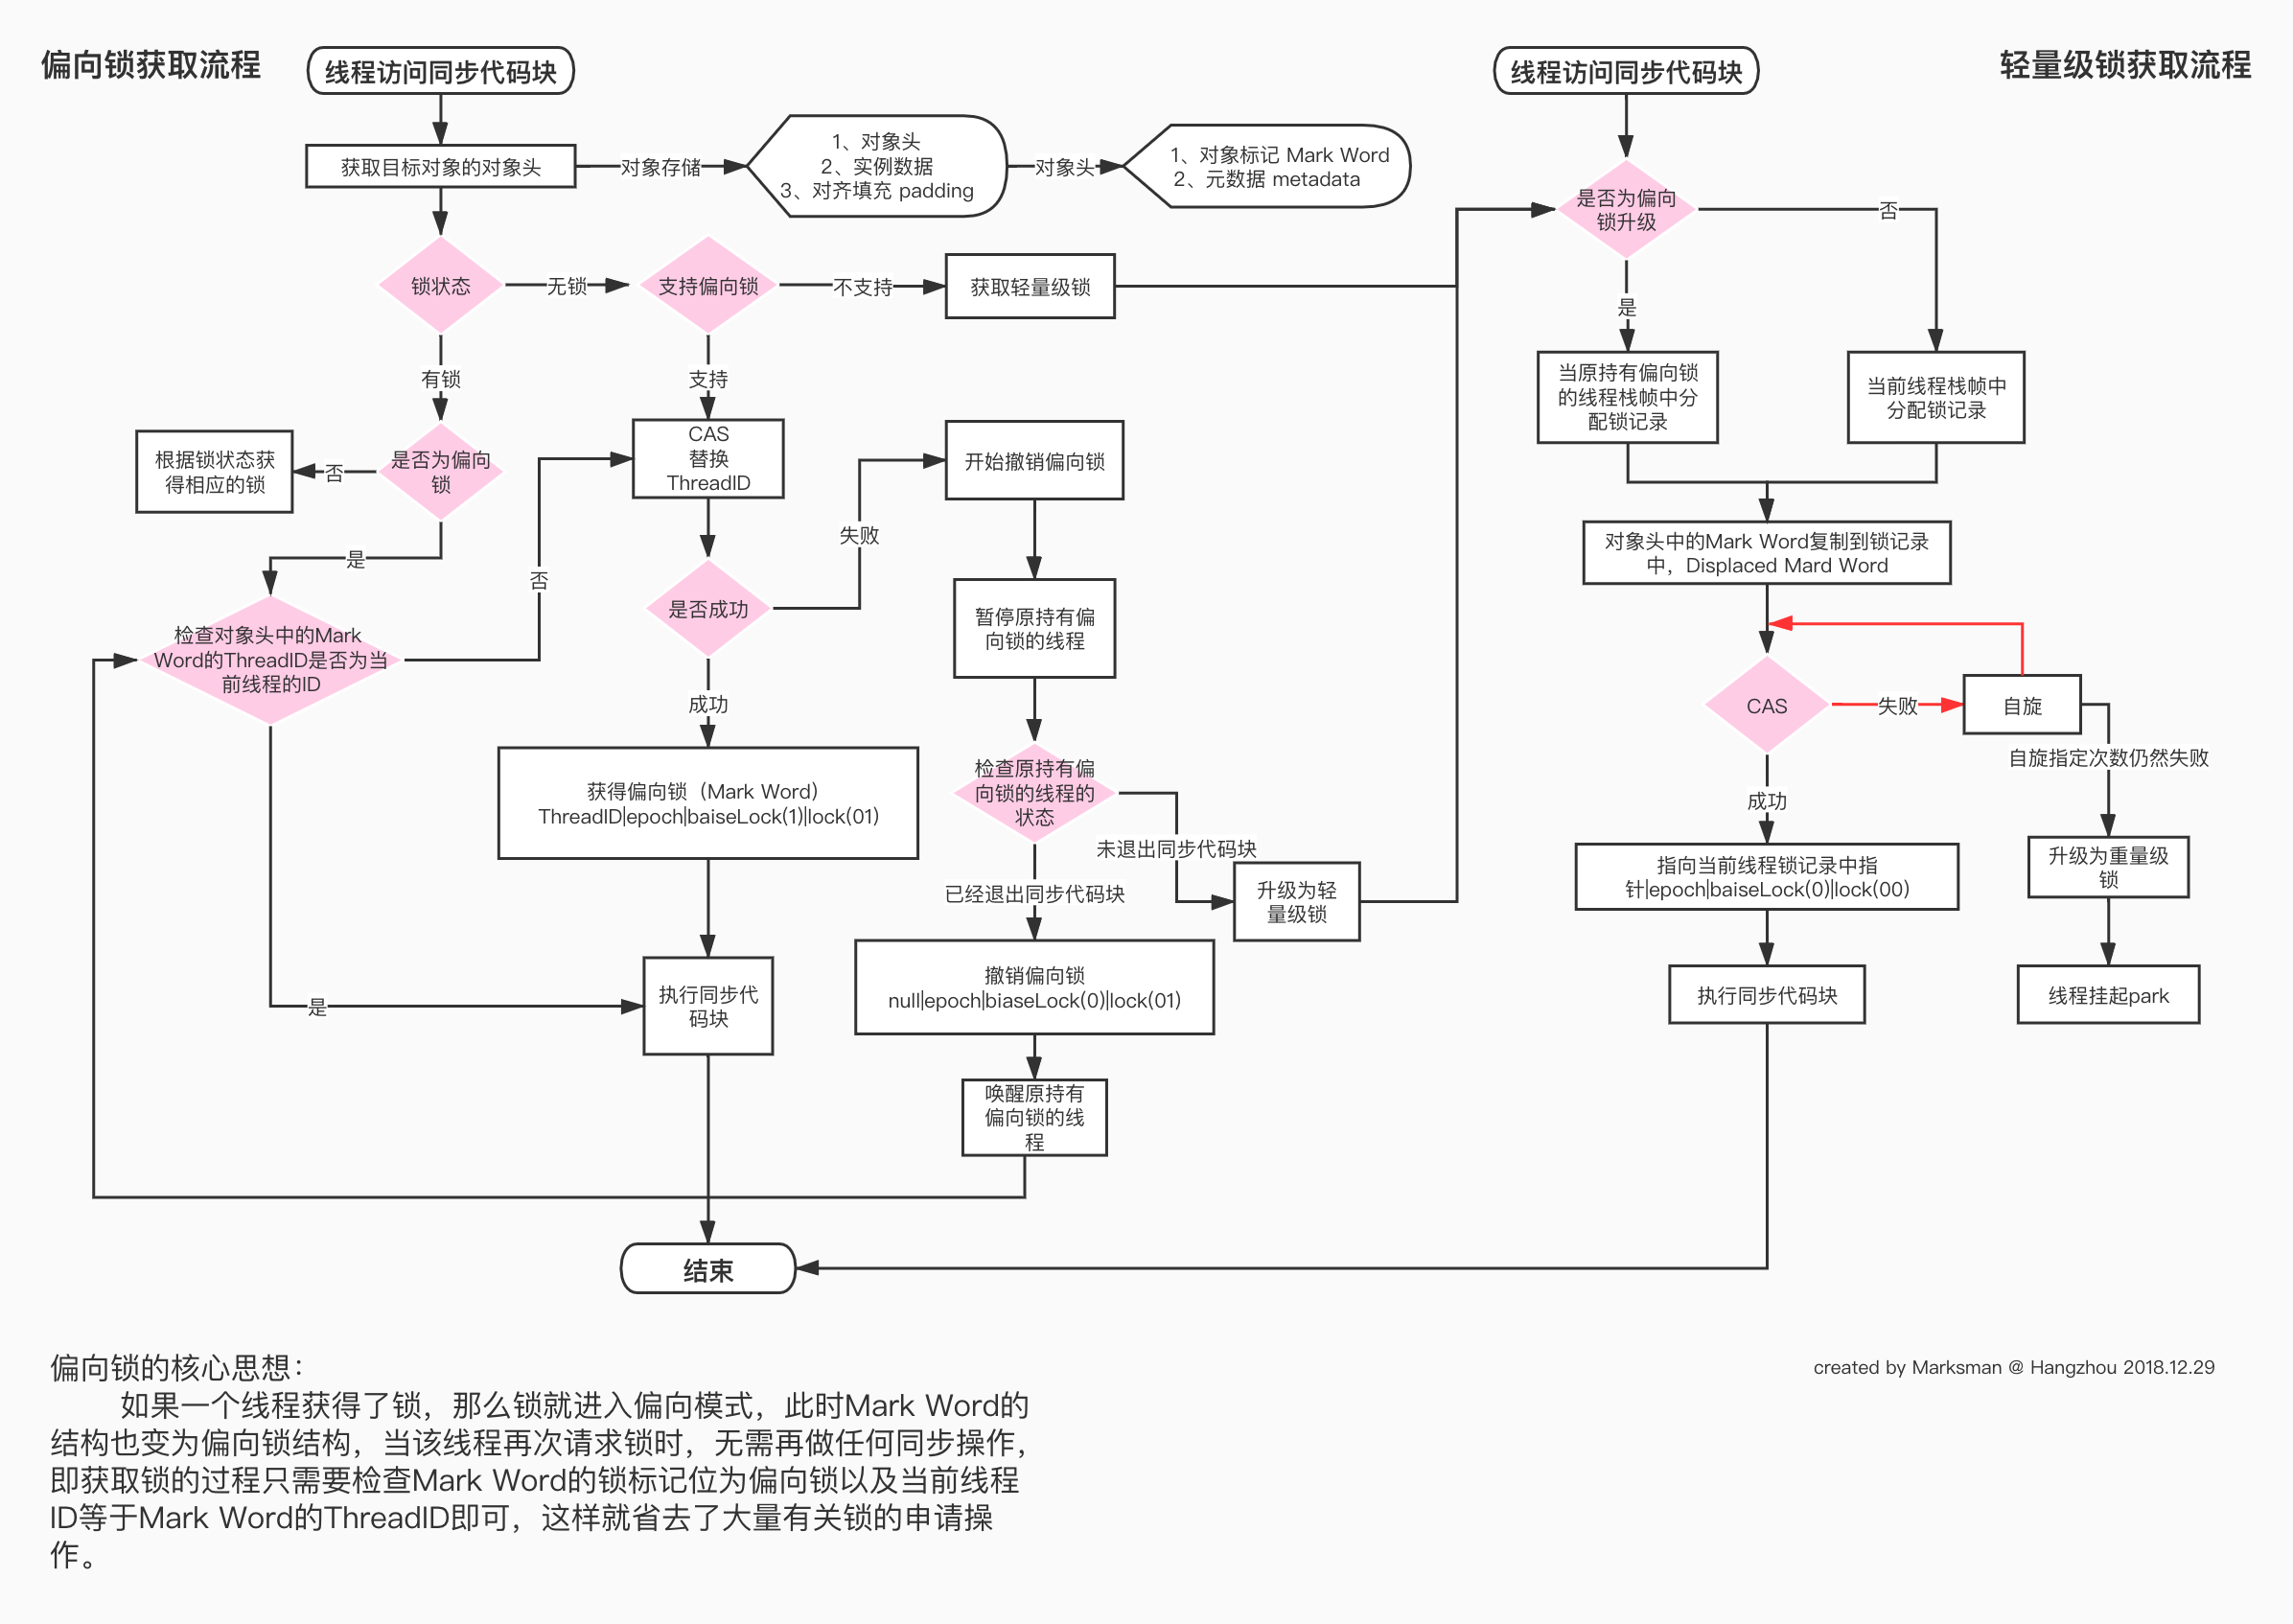 偏向锁获取流程
线程访问同步代码块
线程访问同步代码块
轻量级锁获取流程
获取目标对象的对象头
对象存储
1、对象头
2、实例数据
3、对齐填充 padding
对象头
1、对象标记 Mark Word
2、元数据 metadata
锁状态
无锁
支持偏向锁
不支持
获取轻量级锁
有锁
支持
根据锁状态获
得相应的锁
否
是否为偏向
锁
CAS
替换
ThreadID
是
否
检查对象头中的Mark
Word的ThreadID是否为当
前线程的ID
是
是否成功
失败
成功
获得偏向锁（Mark Word）
ThreadID|epoch|baiseLock(1)|lock(01)
执行同步代
码块
开始撤销偏向锁
暂停原持有偏
向锁的线程
检查原持有偏
向锁的线程的
状态
未退出同步代码块
已经退出同步代码块
升级为轻
量级锁
撤销偏向锁
null|epoch|biaseLock(0)|lock(01)
唤醒原持有
偏向锁的线
程
结束
是否为偏向
锁升级
否
是
当原持有偏向锁
的线程栈帧中分
配锁记录
当前线程栈帧中
分配锁记录
对象头中的Mark Word复制到锁记录
中，Displaced Mard Word
CAS
失败
自旋
自旋指定次数仍然失败
成功
指向当前线程锁记录中指
针|epoch|baiseLock(0)|lock(00)
升级为重量级
锁
执行同步代码块
线程挂起park
偏向锁的核心思想：
如果一个线程获得了锁，那么锁就进入偏向模式，此时Mark Word的
结构也变为偏向锁结构，当该线程再次请求锁时，无需再做任何同步操作，
即获取锁的过程只需要检查Mark Word的锁标记位为偏向锁以及当前线程
ID等于Mark Word的ThreadID即可，这样就省去了大量有关锁的申请操
作。
created by Marksman @ Hangzhou 2018.12.29